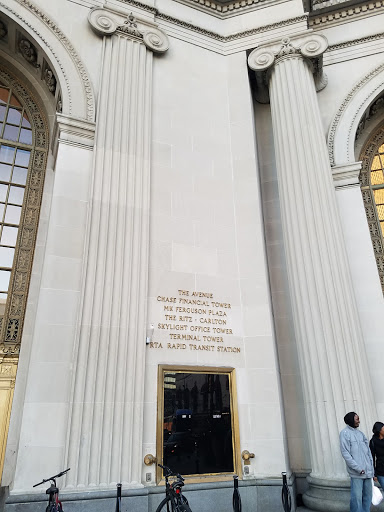 THE AVENUE
CHASE FINANCIAL TOWER
MK FERGUSON PLAZA
THE RITZ - CARLTON
SKYLIGHT OFFICE TOWER
TERMINAL TOWER
RTA RAPID TRANSIT STATION